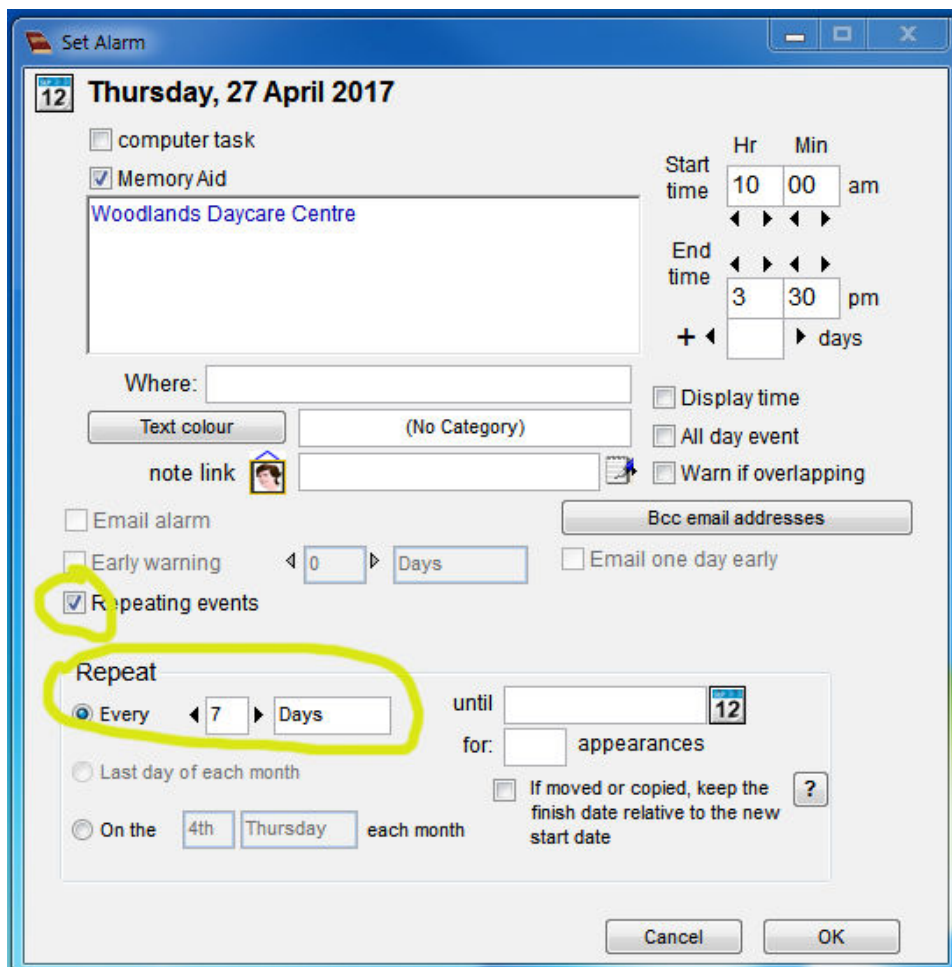 Set Alarm
12 Thursday, 27 April 2017
computer task
Memory Aid
Woodlands Daycare Centre
Hr Min
Start time 10 00 am
End time
3 30 pm
+ days
Where:
Display time
Text colour (No Category)
All day event
note link
Warn if overlapping
Email alarm
Bcc email addresses
Early warning 0 Days
Email one day early
Repeating events
Repeat
Every 7 Days
until 12
for: appearances
Last day of each month
If moved or copied, keep the
finish date relative to the new
start date
?
On the 4th Thursday each month
Cancel OK